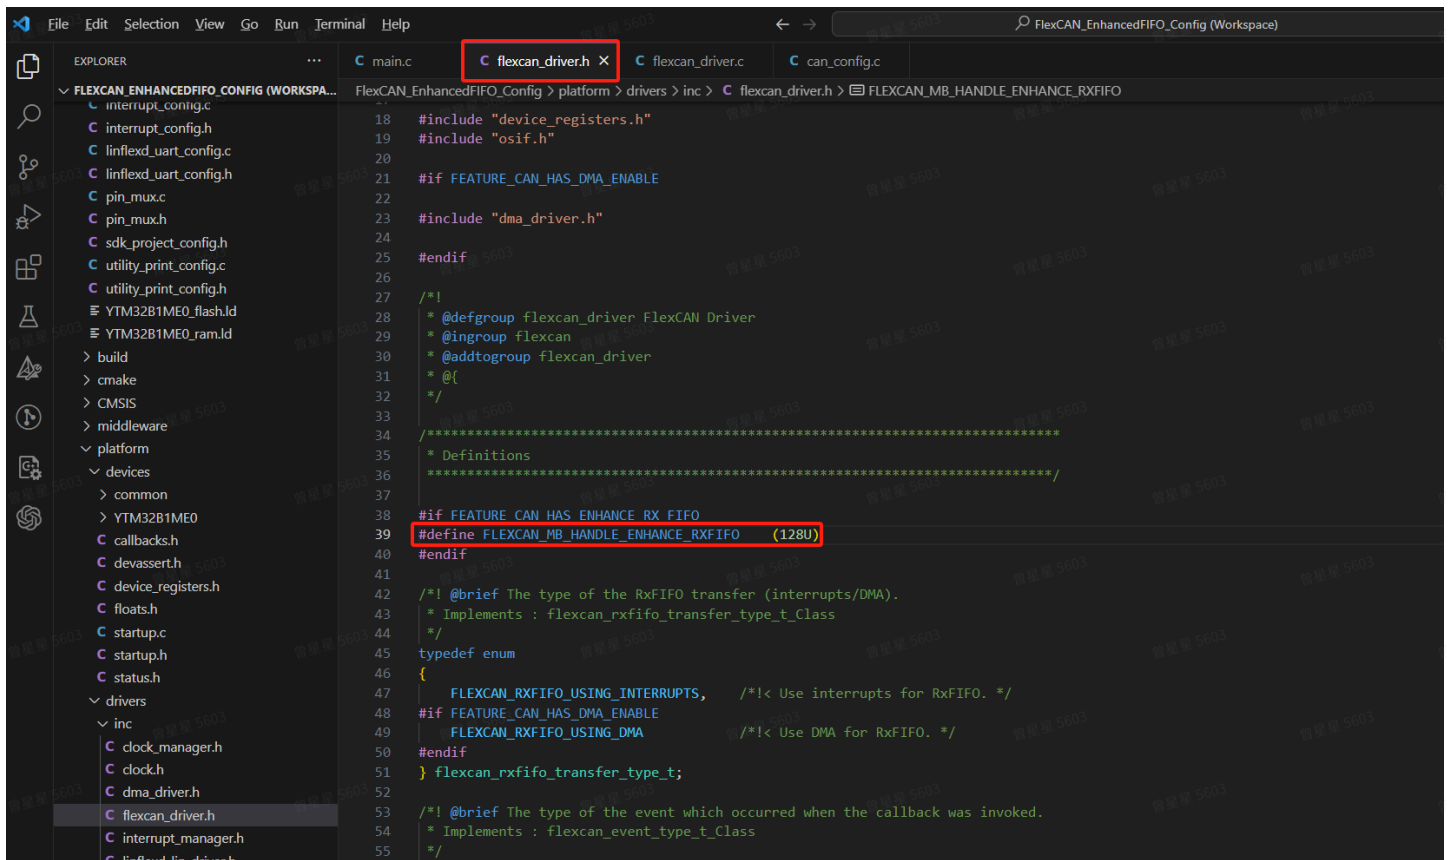 File Edit Selection View Go Run Terminal Help
FlexCAN_EnhancedFIFO_Config (Workspace)
EXPLORER
main.c
flexcan_driver.h
flexcan_driver.c
can_config.c
FLEXCAN_ENHANCEDFIFO_CONFIG (WORKSPA...
FlexCAN_EnhancedFIFO_Config > platform > drivers > inc > C flexcan_driver.h > FLEXCAN_MB_HANDLE_ENHANCE_RXFIFO
C interrupt_config.c
C interrupt_config.h
C linflexd_uart_config.c
C linflexd_uart_config.h
C pin_mux.c
C pin_mux.h
C sdk_project_config.h
C utility_print_config.c
C utility_print_config.h
YTM32B1ME0_flash.ld
YTM32B1ME0_ram.ld
> build
> cmake
> CMSIS
> middleware
platform
devices
> common
> YTM32B1ME0
C callbacks.h
C devassert.h
C device_registers.h
C floats.h
C startup.c
C startup.h
C status.h
drivers
inc
C clock_manager.h
C clock.h
C dma_driver.h
C flexcan_driver.h
C interrupt_manager.h
C linflexd_lin_driver.h
17
18 #include "device_registers.h"
19 #include "osif.h"
20
21 #if FEATURE_CAN_HAS_DMA_ENABLE
22
23 #include "dma_driver.h"
24
25 #endif
26
27 /*!
28 * @defgroup flexcan_driver FlexCAN Driver
29 * @ingroup flexcan
30 * @addtogroup flexcan_driver
31 * @{
32 */
33
34 /*******************************************************************************
35 * Definitions
36 ******************************************************************************/
37
38 #if FEATURE_CAN_HAS_ENHANCE_RX_FIFO
39 #define FLEXCAN_MB_HANDLE_ENHANCE_RXFIFO (128U)
40 #endif
41
42 /*! @brief The type of the RxFIFO transfer (interrupts/DMA).
43 * Implements : flexcan_rxfifo_transfer_type_t_Class
44 */
45 typedef enum
46 {
47 FLEXCAN_RXFIFO_USING_INTERRUPTS, /*!< Use interrupts for RxFIFO. */
48 #if FEATURE_CAN_HAS_DMA_ENABLE
49 FLEXCAN_RXFIFO_USING_DMA /*!< Use DMA for RxFIFO. */
50 #endif
51 } flexcan_rxfifo_transfer_type_t;
52
53 /*! @brief The type of the event which occurred when the callback was invoked.
54 * Implements : flexcan_event_type_t_Class
55 */
曾星星 5603